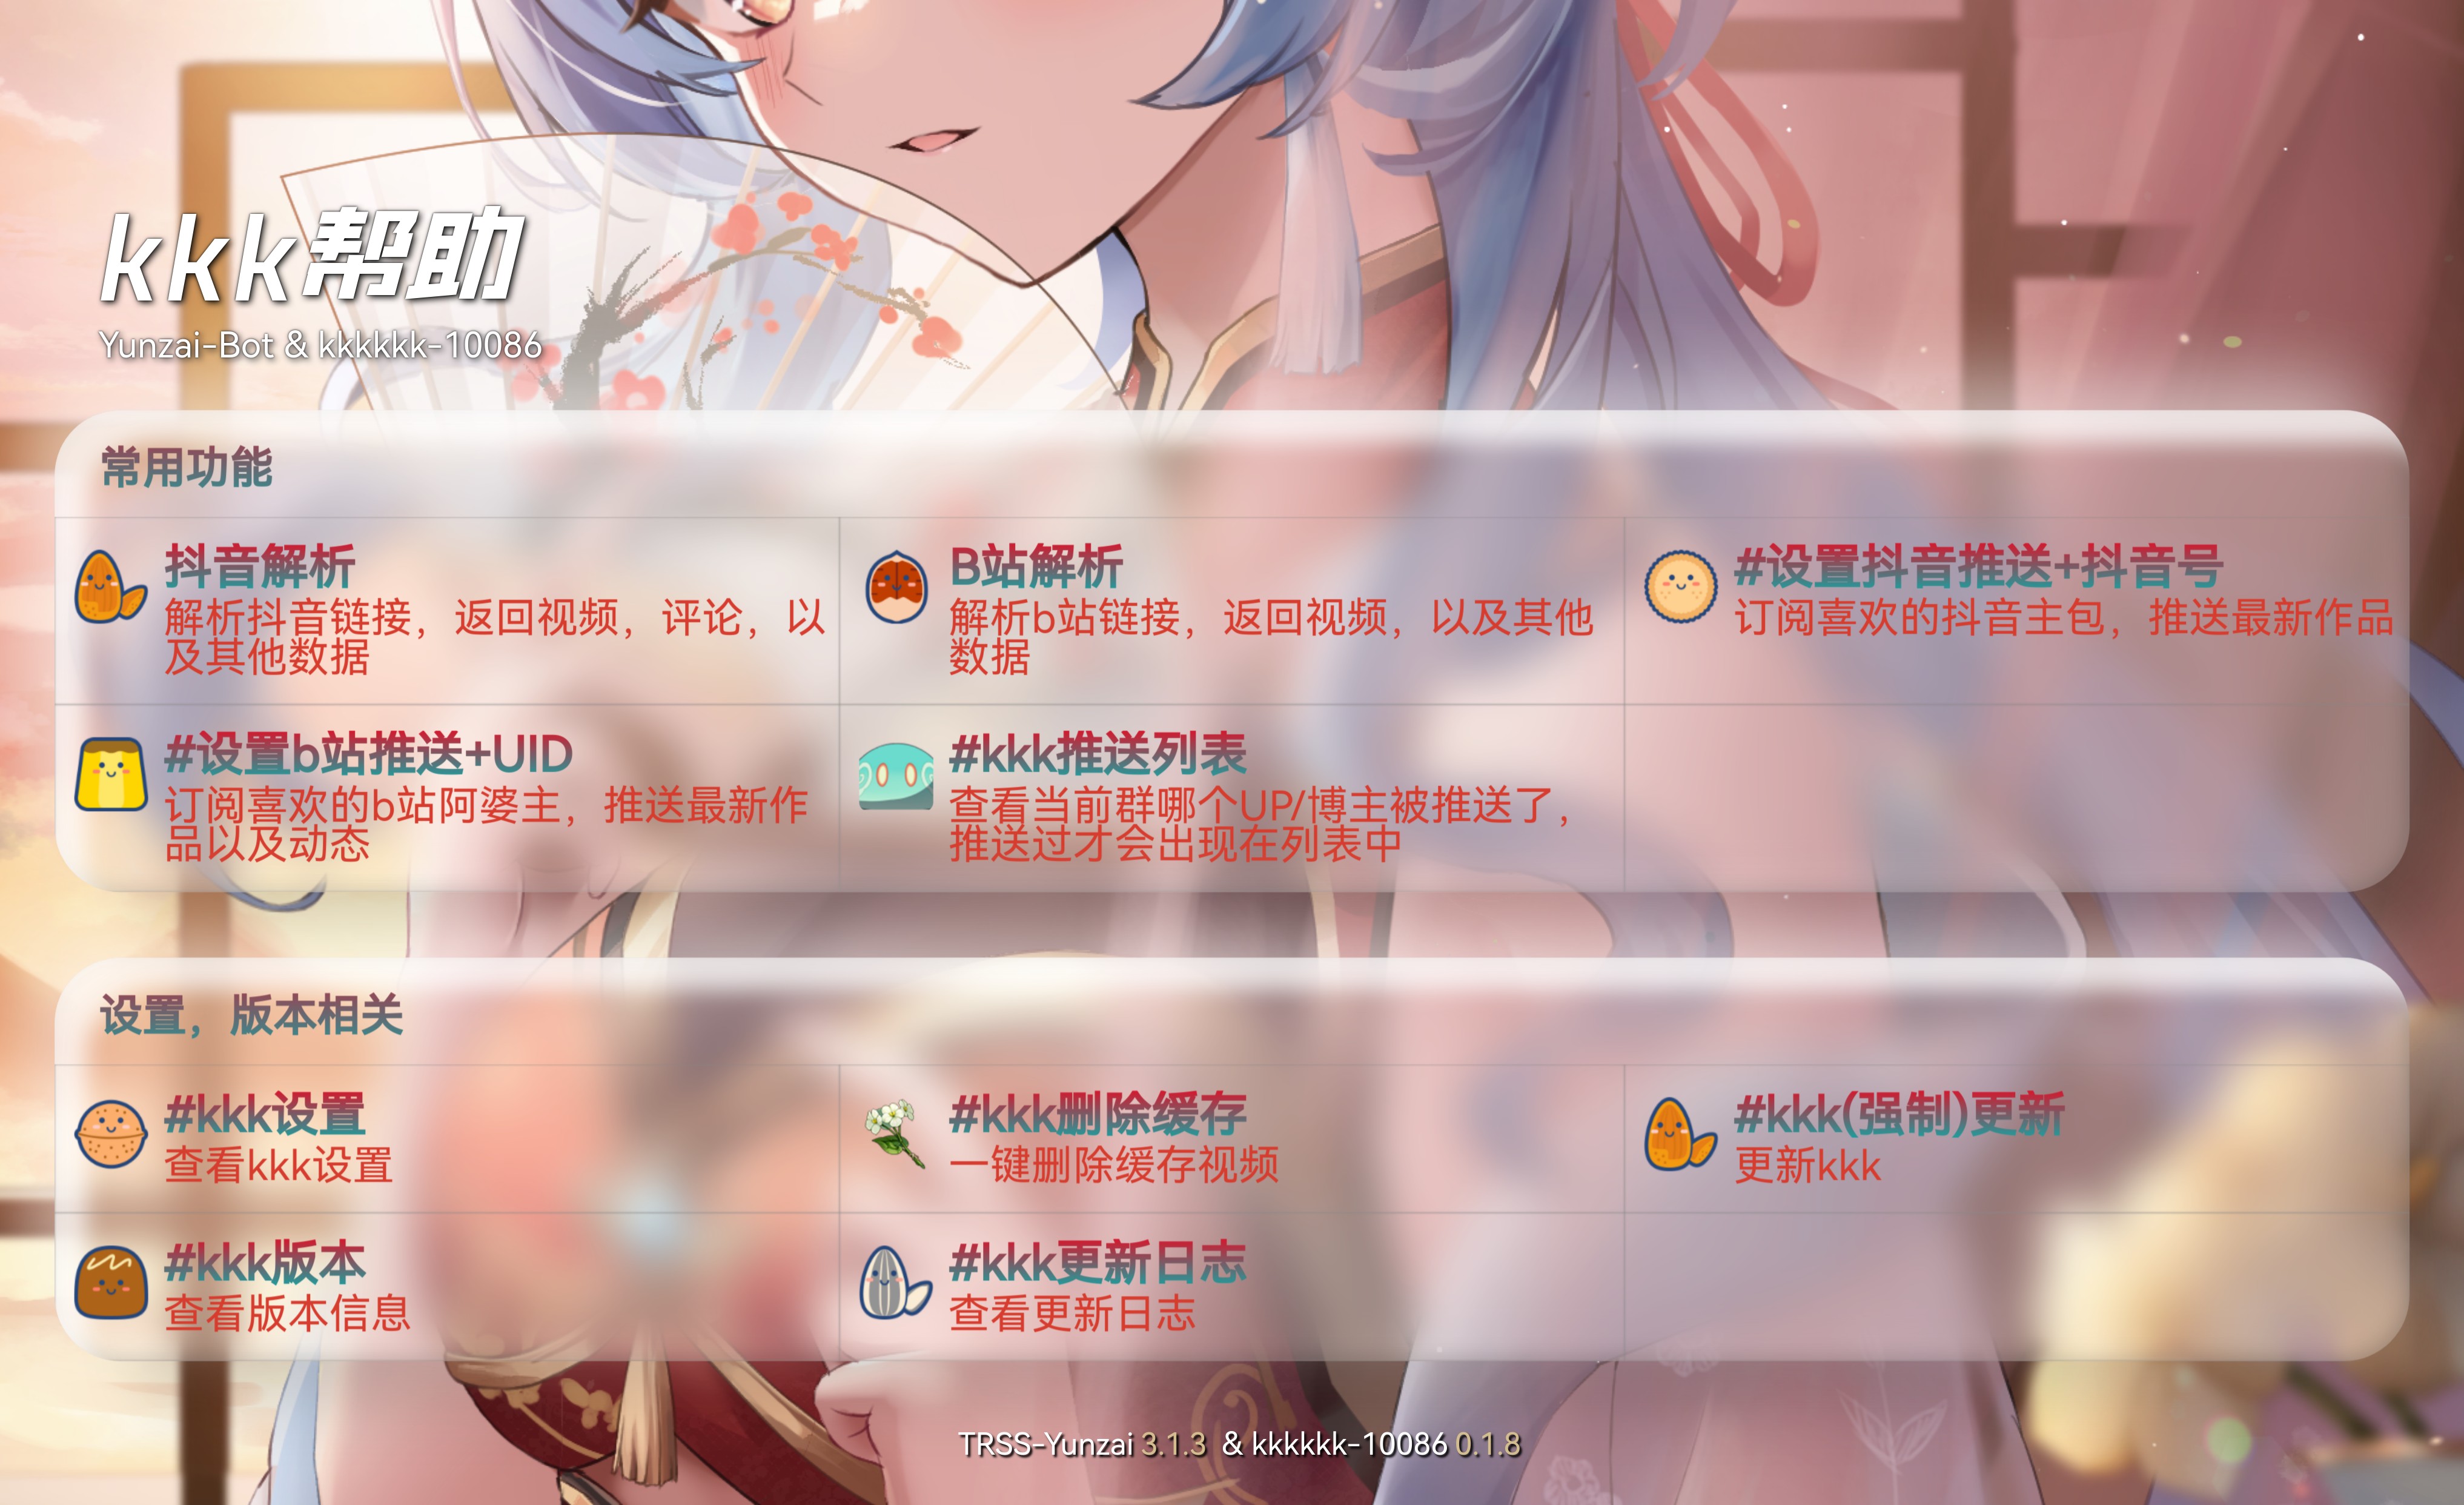 kkk帮助
Yunzai-Bot & kkkkkk-10086
常用功能
抖音解析
解析抖音链接，返回视频，评论，以
及其他数据
B站解析
解析b站链接，返回视频，以及其他
数据
#设置抖音推送+抖音号
订阅喜欢的抖音主包，推送最新作品
#设置b站推送+UID
订阅喜欢的b站阿婆主，推送最新作
品以及动态
#kkk推送列表
查看当前群哪个UP/博主被推送了，
推送过才会出现在列表中
设置，版本相关
#kkk设置
查看kkk设置
#kkk删除缓存
一键删除缓存视频
#kkk(强制)更新
更新kkk
#kkk版本
查看版本信息
#kkk更新日志
查看更新日志
TRSS-Yunzai 3.1.3 & kkkkkk-10086 0.1.8